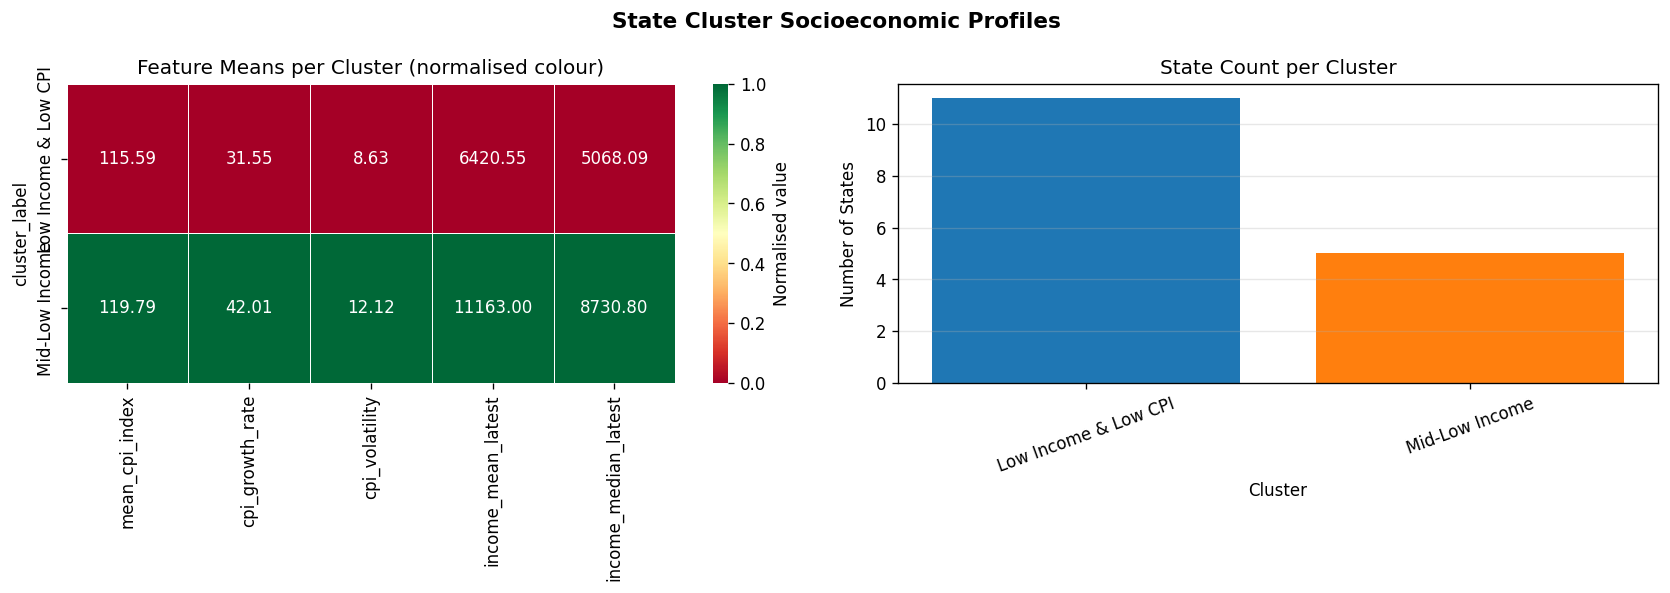 State Cluster Socioeconomic Profiles
Feature Means per Cluster (normalised colour)
cluster_label
Low Income & Low CPI
Mid-Low Income
115.59 31.55 8.63 6420.55 5068.09
119.79 42.01 12.12 11163.00 8730.80
mean_cpi_index
cpi_growth_rate
cpi_volatility
income_mean_latest
income_median_latest
1.0
0.8
0.6
0.4
0.2
0.0
Normalised value
State Count per Cluster
Number of States
10
8
6
4
2
0
Low Income & Low CPI
Mid-Low Income
Cluster